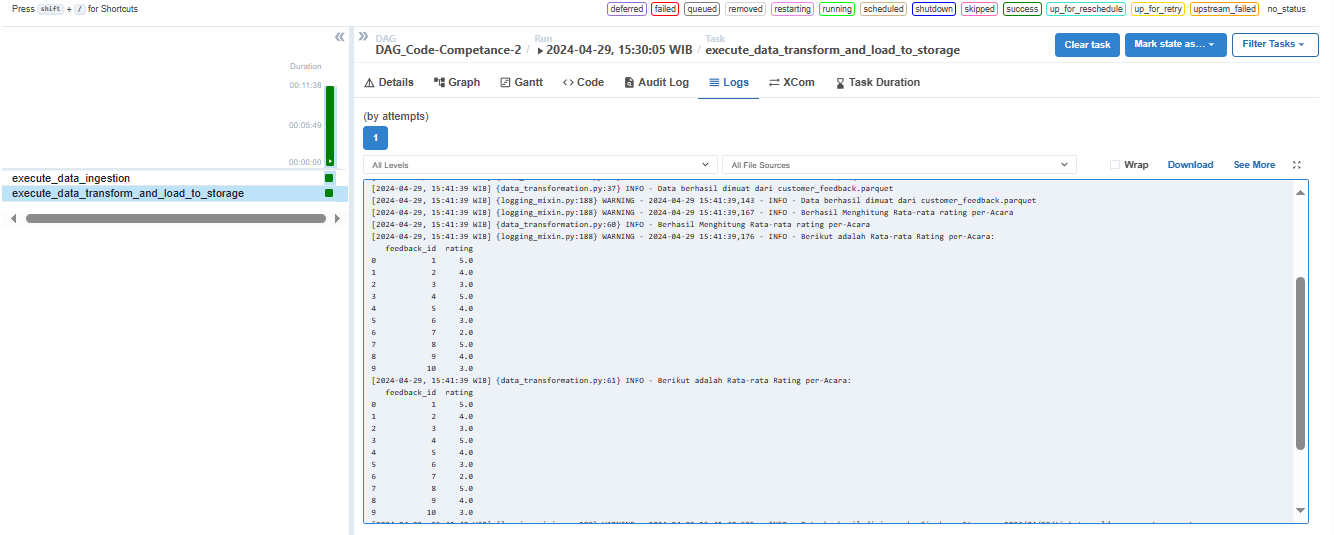 Press shift + / for Shortcuts
deferred failed queued removed restarting running scheduled shutdown skipped success up_for_reschedule up_for_retry upstream_failed no_status
DAG
DAG_Code-Competance-2 /
Run
2024-04-29, 15:30:05 WIB /
Task
execute_data_transform_and_load_to_storage
Clear task
Mark state as...
Filter Tasks
Duration
00:11:38
00:05:49
00:00:00
execute_data_ingestion
execute_data_transform_and_load_to_storage
Details
Graph
Gantt
Code
Audit Log
Logs
XCom
Task Duration
(by attempts)
1
All Levels
All File Sources
Wrap
Download
See More
[2024-04-29, 15:41:39 WIB] {data_transformation.py:37} INFO - Data berhasil dimuat dari customer_feedback.parquet
[2024-04-29, 15:41:39 WIB] {logging_mixin.py:188} WARNING - 2024-04-29 15:41:39,143 - INFO - Data berhasil dimuat dari customer_feedback.parquet
[2024-04-29, 15:41:39 WIB] {logging_mixin.py:188} WARNING - 2024-04-29 15:41:39,167 - INFO - Berhasil Menghitung Rata-rata rating per-Acara
[2024-04-29, 15:41:39 WIB] {data_transformation.py:60} INFO - Berhasil Menghitung Rata-rata rating per-Acara
[2024-04-29, 15:41:39 WIB] {logging_mixin.py:188} WARNING - 2024-04-29 15:41:39,176 - INFO - Berikut adalah Rata-rata Rating per-Acara:
feedback_id rating
0 1 5.0
1 2 4.0
2 3 3.0
3 4 5.0
4 5 4.0
5 6 3.0
6 7 2.0
7 8 5.0
8 9 4.0
9 10 3.0
[2024-04-29, 15:41:39 WIB] {data_transformation.py:61} INFO - Berikut adalah Rata-rata Rating per-Acara:
feedback_id rating
0 1 5.0
1 2 4.0
2 3 3.0
3 4 5.0
4 5 4.0
5 6 3.0
6 7 2.0
7 8 5.0
8 9 4.0
9 10 3.0